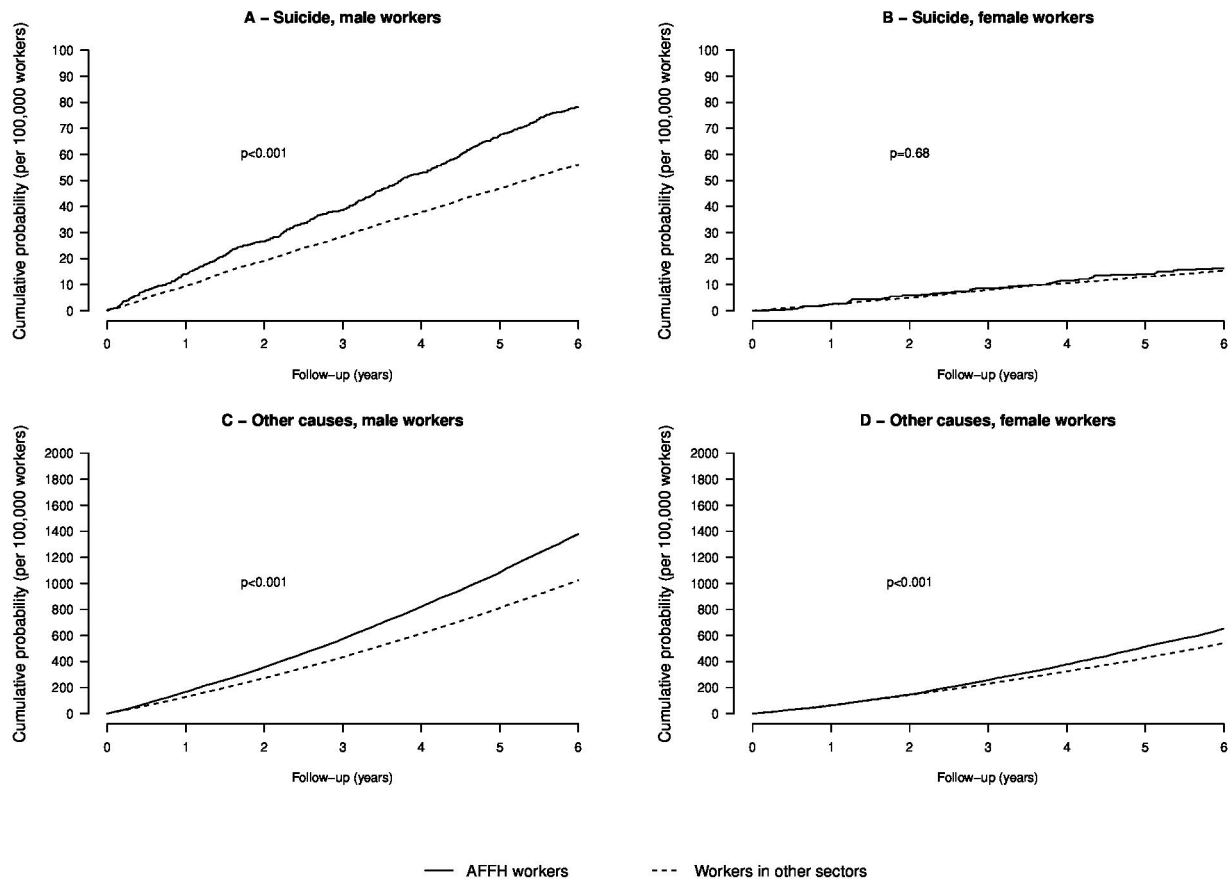 A – Suicide, male workers
Cumulative probability (per 100,000 workers)
100
90
80
70
60
50
40
30
20
10
0
p<0.001
0 1 2 3 4 5 6
Follow–up (years)
B – Suicide, female workers
Cumulative probability (per 100,000 workers)
100
90
80
70
60
50
40
30
20
10
0
p=0.68
0 1 2 3 4 5 6
Follow–up (years)
C – Other causes, male workers
Cumulative probability (per 100,000 workers)
2000
1800
1600
1400
1200
1000
800
600
400
200
0
p<0.001
0 1 2 3 4 5 6
Follow–up (years)
D – Other causes, female workers
Cumulative probability (per 100,000 workers)
2000
1800
1600
1400
1200
1000
800
600
400
200
0
p<0.001
0 1 2 3 4 5 6
Follow–up (years)
AFFH workers
Workers in other sectors